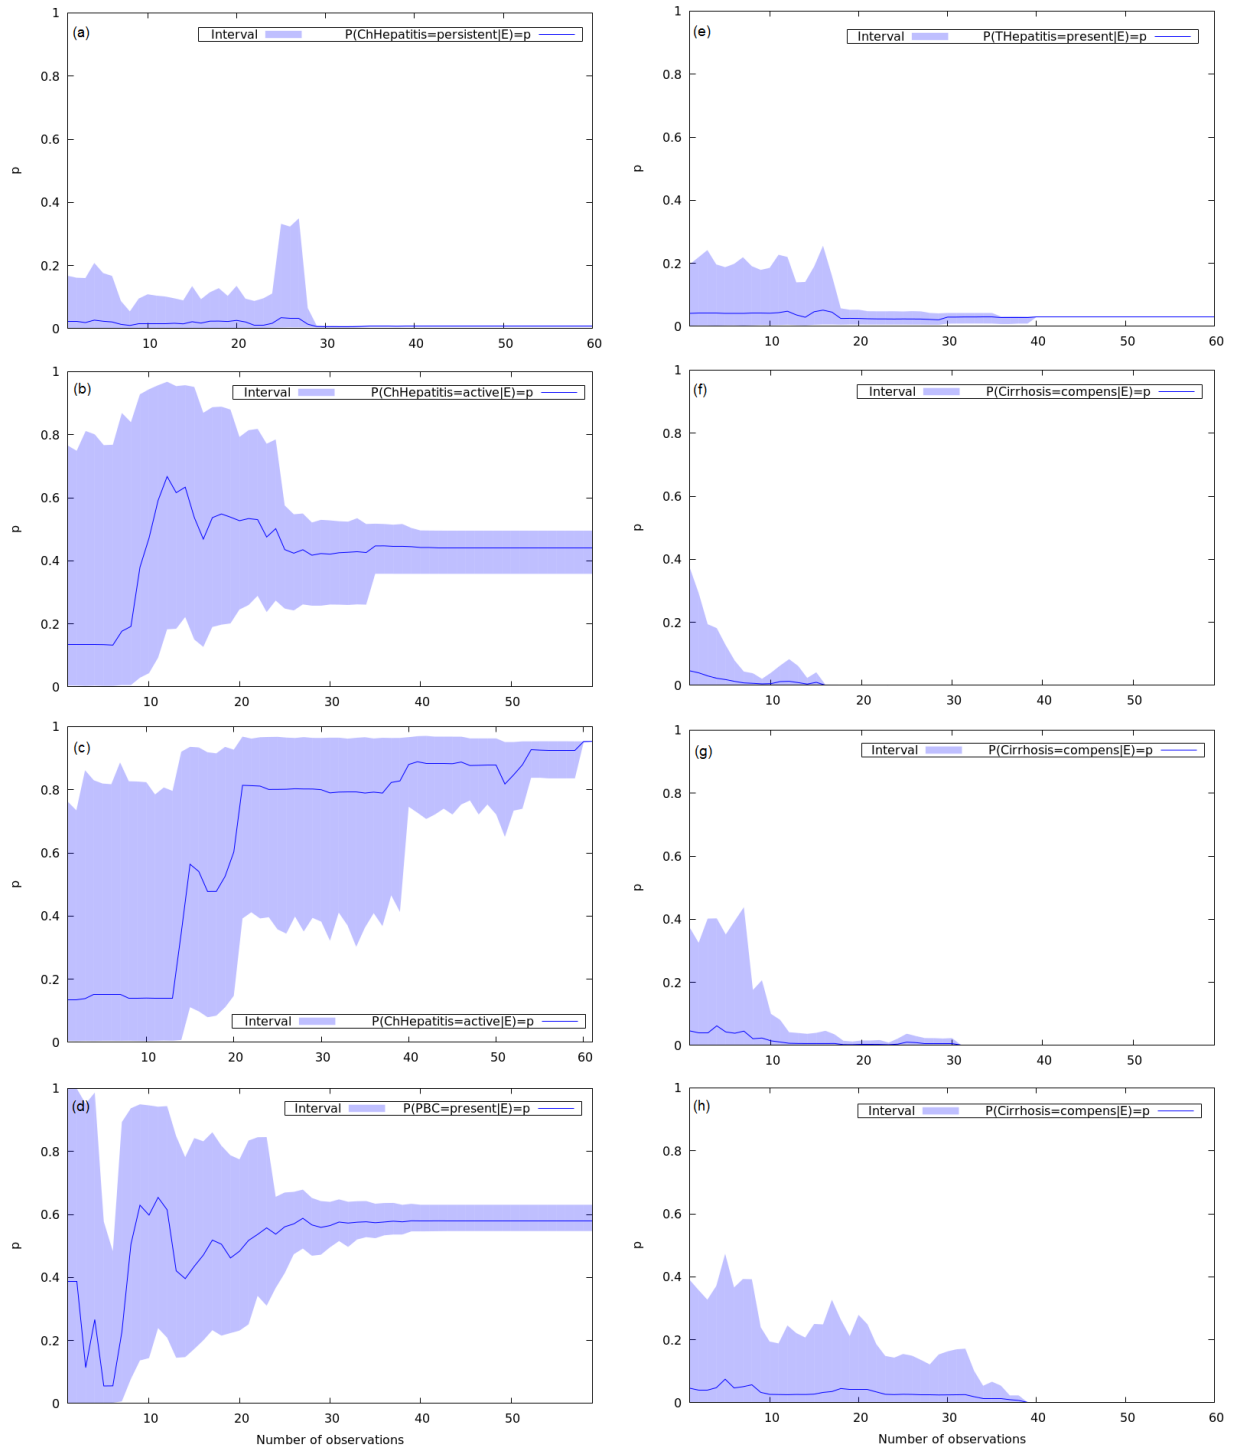 (a)
Interval P(ChHepatitis=persistent|E)=p
1
0.8
0.6
0.4
0.2
0
p
10 20 30 40 50 60
(b)
Interval P(ChHepatitis=active|E)=p
1
0.8
0.6
0.4
0.2
0
p
10 20 30 40 50
(c)
Interval P(ChHepatitis=active|E)=p
1
0.8
0.6
0.4
0.2
0
p
10 20 30 40 50 60
(d)
Interval P(PBC=present|E)=p
1
0.8
0.6
0.4
0.2
0
p
10 20 30 40 50
Number of observations
(e)
Interval P(THepatitis=present|E)=p
1
0.8
0.6
0.4
0.2
0
p
10 20 30 40 50 60
(f)
Interval P(Cirrhosis=compens|E)=p
1
0.8
0.6
0.4
0.2
0
p
10 20 30 40 50
(g)
Interval P(Cirrhosis=compens|E)=p
1
0.8
0.6
0.4
0.2
0
p
10 20 30 40 50
(h)
Interval P(Cirrhosis=compens|E)=p
1
0.8
0.6
0.4
0.2
0
p
10 20 30 40 50
Number of observations